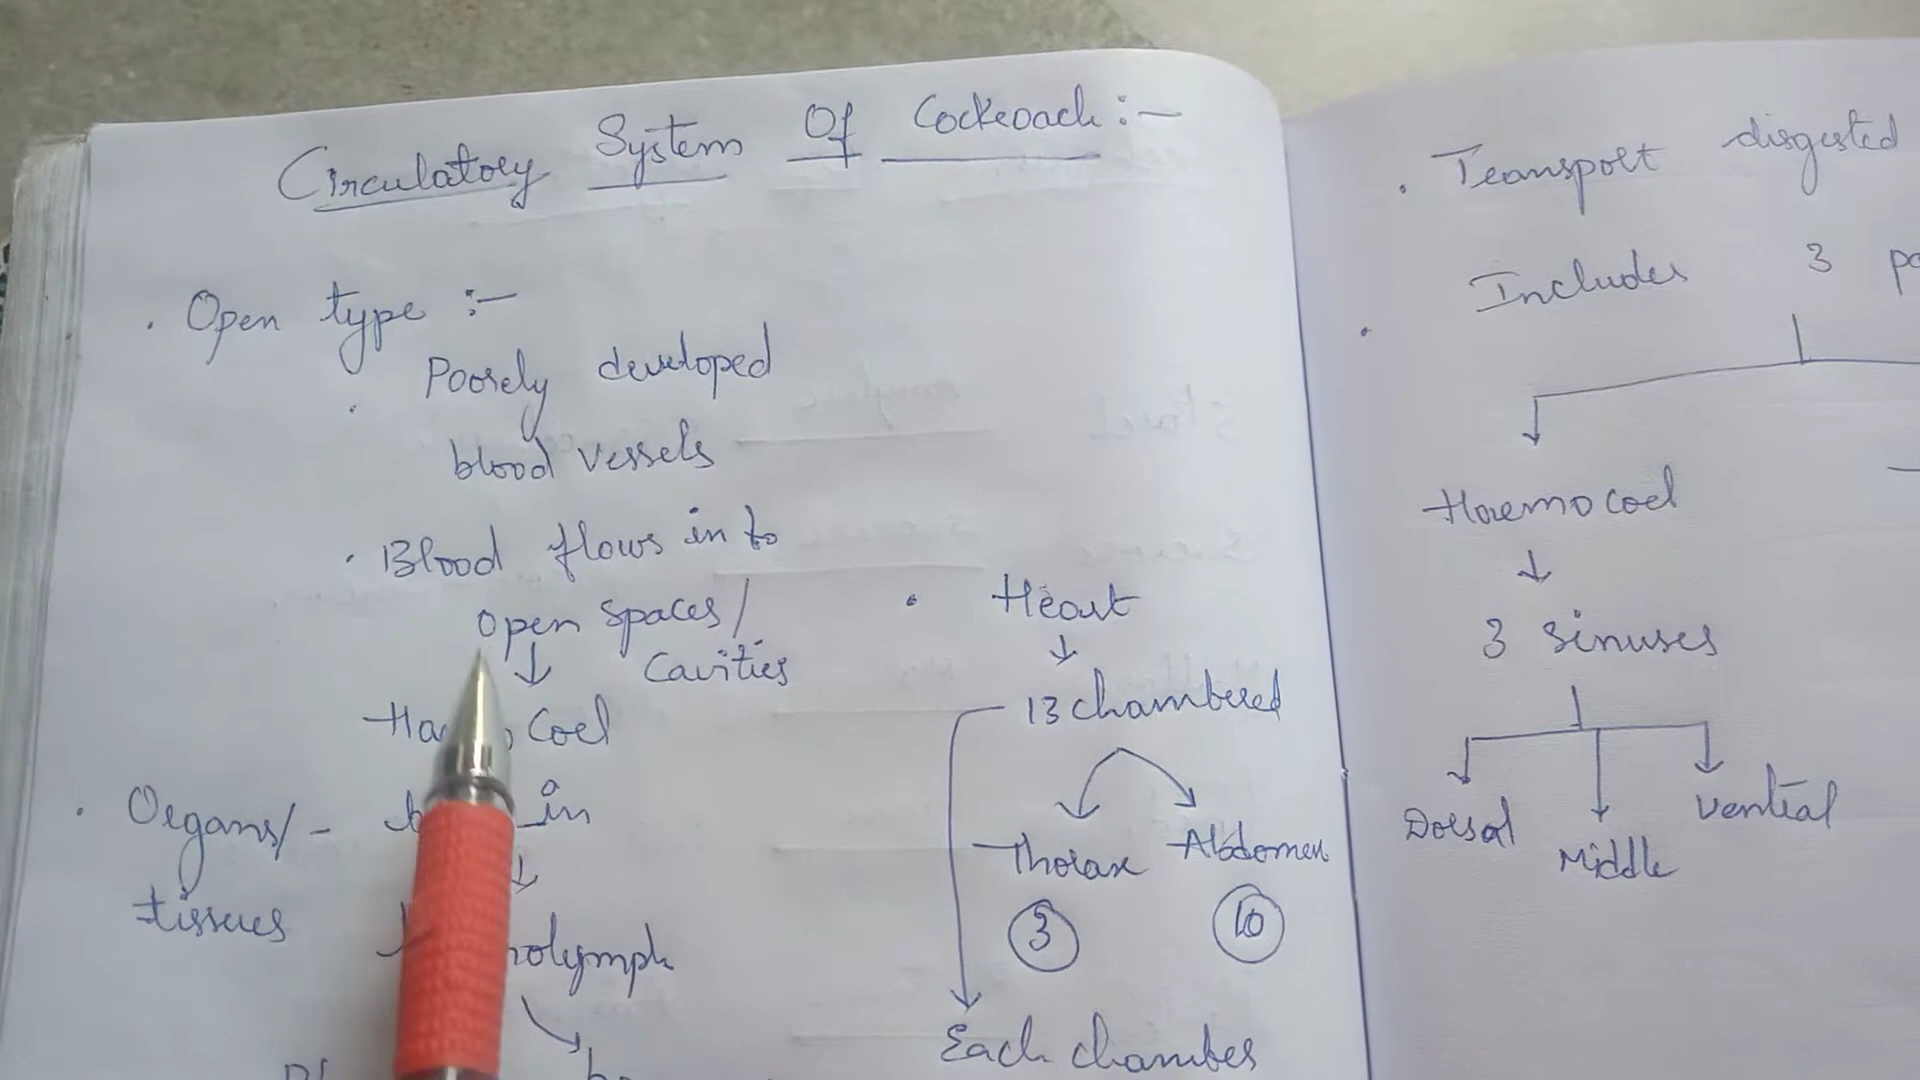 Circulatory System Of Cockroach :-
. Open type :-
. Poorely developed
blood vessels
. Blood flows in to
open spaces/
cavities
↓
Coel
. Organs/ - in
tissues
↓
. Heart
↓
13 chambered
Thorax Abdomen
3 10
Each chamber
. Transport disgested
. Includes 3
Haemocoel
↓
3 sinuses
Dorsal Middle Ventral